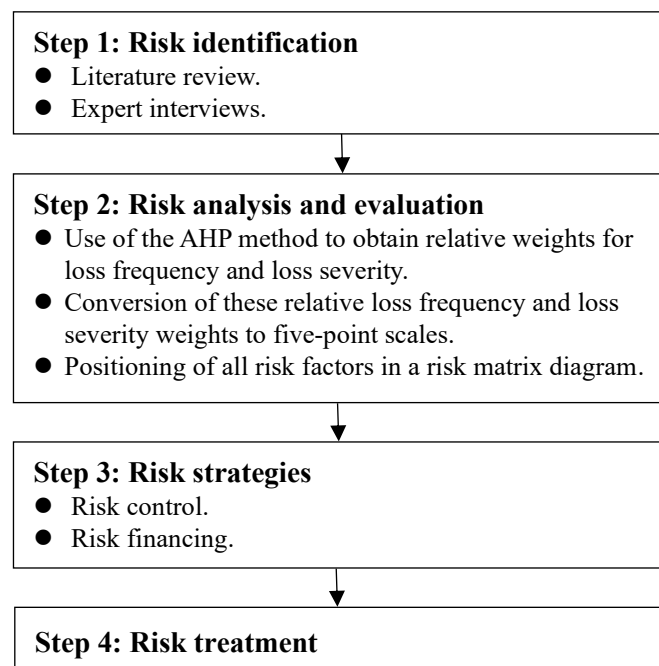 Step 1: Risk identification
● Literature review.
● Expert interviews.
Step 2: Risk analysis and evaluation
● Use of the AHP method to obtain relative weights for
loss frequency and loss severity.
● Conversion of these relative loss frequency and loss
severity weights to five-point scales.
● Positioning of all risk factors in a risk matrix diagram.
Step 3: Risk strategies
● Risk control.
● Risk financing.
Step 4: Risk treatment